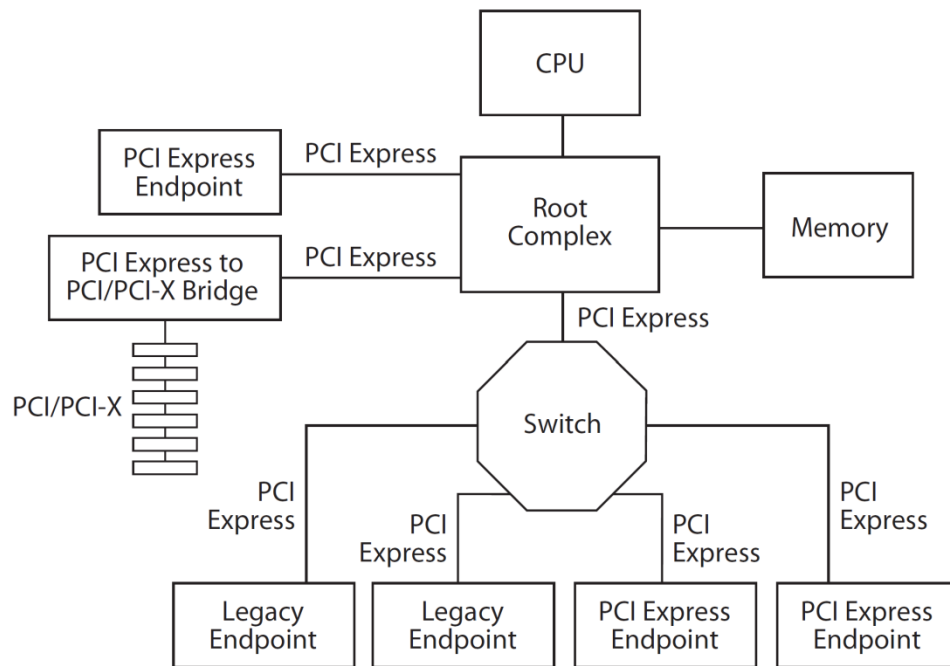 CPU
PCI Express
Endpoint
PCI Express
Root
Complex
Memory
PCI Express to
PCI/PCI-X Bridge
PCI Express
PCI Express
PCI/PCI-X
Switch
PCI
Express
PCI
Express
PCI
Express
PCI
Express
Legacy
Endpoint
Legacy
Endpoint
PCI Express
Endpoint
PCI Express
Endpoint